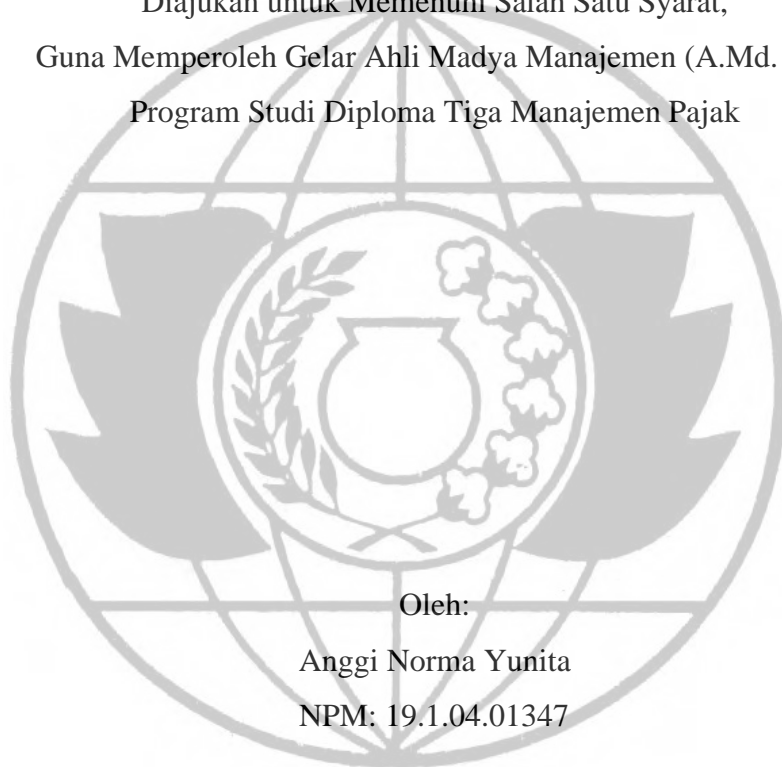 Diajukan untuk Memenuhi Salah Satu Syarat,
Guna Memperoleh Gelar Ahli Madya Manajemen (A.Md.
Program Studi Diploma Tiga Manajemen Pajak
Oleh:
Anggi Norma Yunita
NPM: 19.1.04.01347